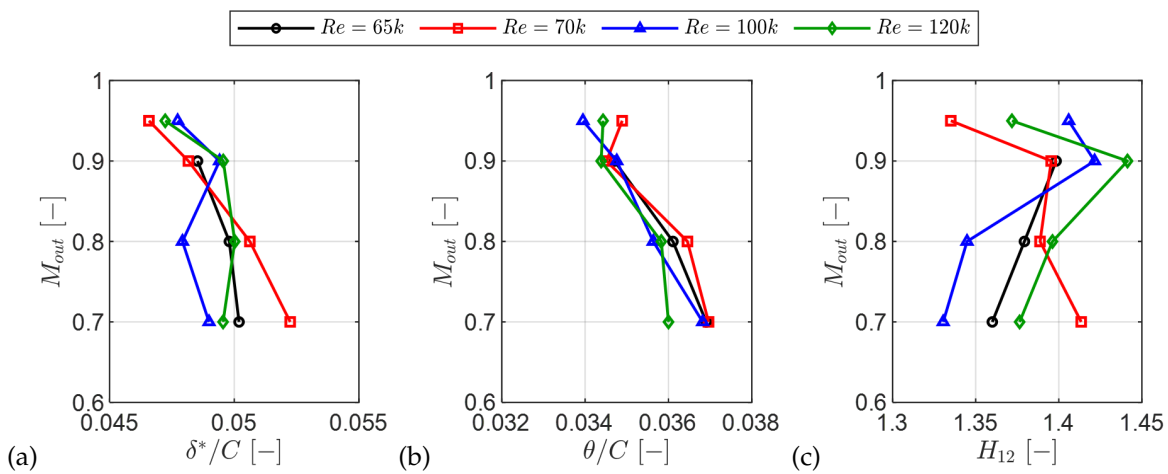 Re = 65k Re = 70k Re = 100k Re = 120k
1 1 1
0.9 0.9 0.9
0.8 0.8 0.8
0.7 0.7 0.7
0.6 0.6 0.6
M_out [−] M_out [−] M_out [−]
0.045 0.05 0.055 0.032 0.034 0.036 0.038 1.3 1.35 1.4 1.45
(a) δ*/C [−] (b) θ/C [−] (c) H_12 [−]